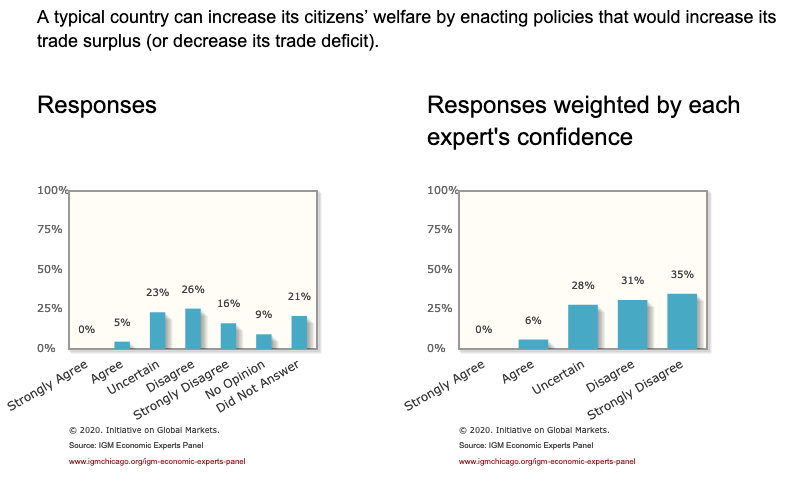 A typical country can increase its citizens’ welfare by enacting policies that would increase its
trade surplus (or decrease its trade deficit).
Responses
100%
75%
50%
25%
0%
0%
5%
23%
26%
16%
9%
21%
Strongly Agree
Agree
Uncertain
Disagree
Strongly Disagree
No Opinion
Did Not Answer
© 2020. Initiative on Global Markets.
Source: IGM Economic Experts Panel
www.igmchicago.org/igm-economic-experts-panel
Responses weighted by each
expert's confidence
100%
75%
50%
25%
0%
0%
6%
28%
31%
35%
Strongly Agree
Agree
Uncertain
Disagree
Strongly Disagree
© 2020. Initiative on Global Markets.
Source: IGM Economic Experts Panel
www.igmchicago.org/igm-economic-experts-panel